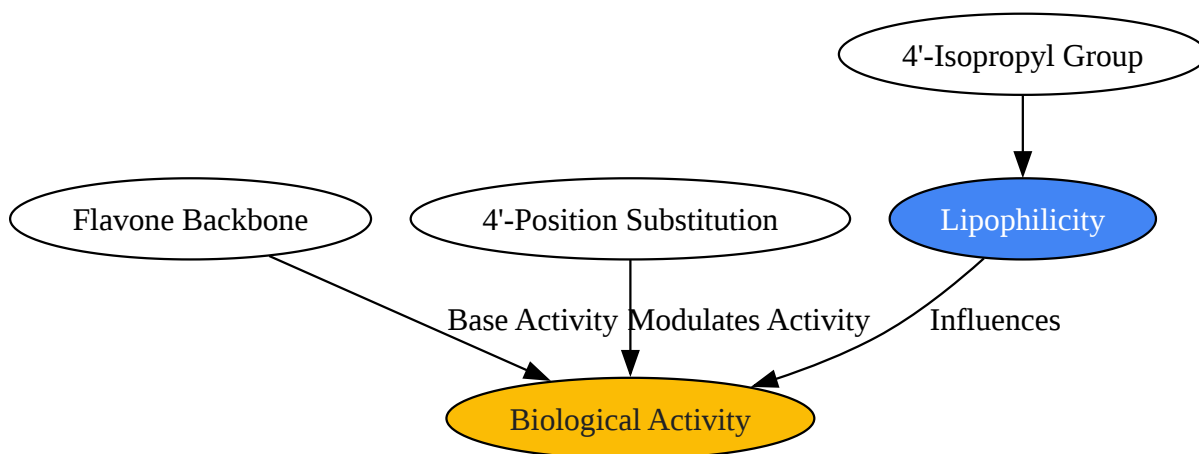 4'-Isopropyl Group
Flavone Backbone
4'-Position Substitution
Lipophilicity
Base Activity
Modulates Activity
Influences
Biological Activity